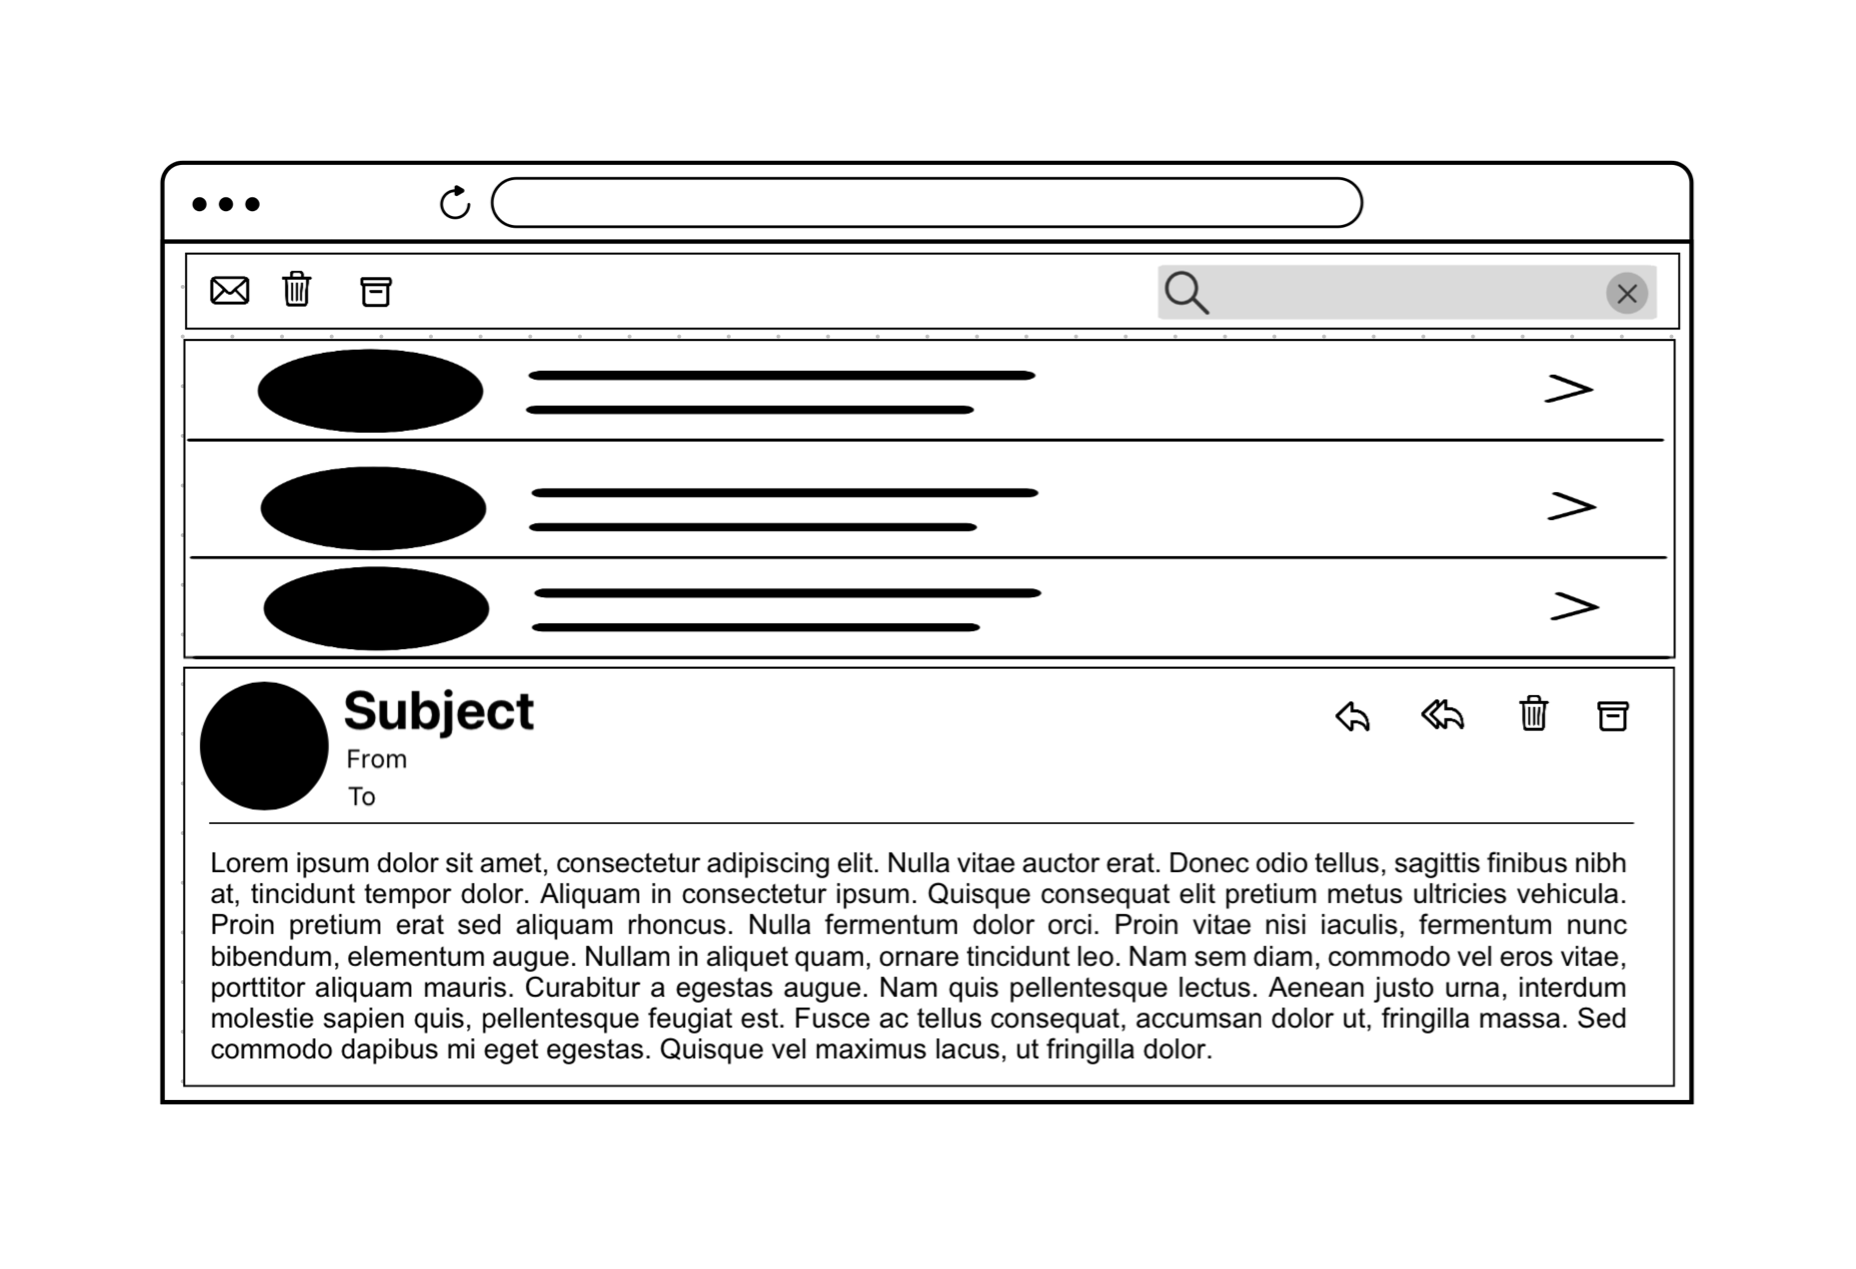 Subject
From
To
Lorem ipsum dolor sit amet, consectetur adipiscing elit. Nulla vitae auctor erat. Donec odio tellus, sagittis finibus nibh
at, tincidunt tempor dolor. Aliquam in consectetur ipsum. Quisque consequat elit pretium metus ultricies vehicula.
Proin pretium erat sed aliquam rhoncus. Nulla fermentum dolor orci. Proin vitae nisi iaculis, fermentum nunc
bibendum, elementum augue. Nullam in aliquet quam, ornare tincidunt leo. Nam sem diam, commodo vel eros vitae,
porttitor aliquam mauris. Curabitur a egestas augue. Nam quis pellentesque lectus. Aenean justo urna, interdum
molestie sapien quis, pellentesque feugiat est. Fusce ac tellus consequat, accumsan dolor ut, fringilla massa. Sed
commodo dapibus mi eget egestas. Quisque vel maximus lacus, ut fringilla dolor.